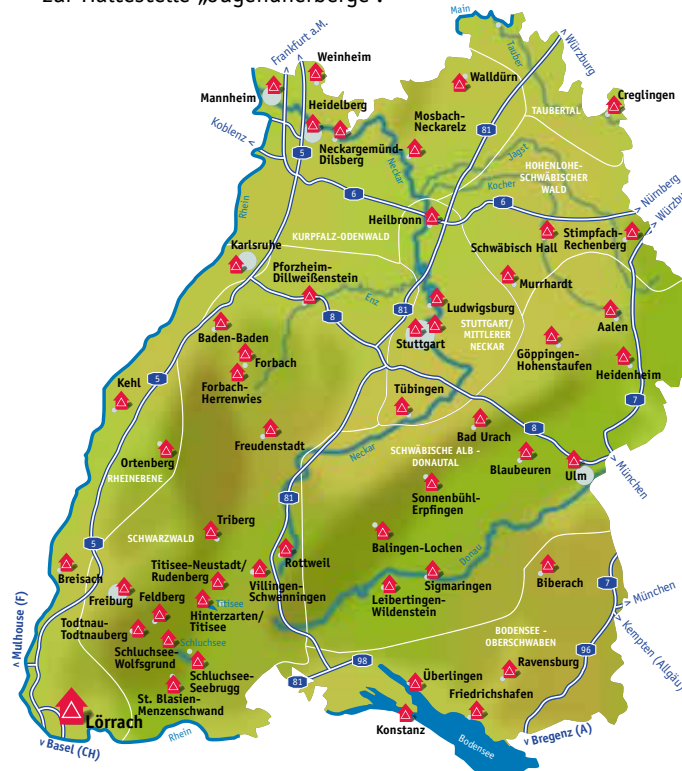 zur Haltestelle „Jugendherberge“.
Main
Tauber
> Würzburg
Frankfurt a.M.
Weinheim
Walldürn
Creglingen
Mannheim
TAUBERTAL
Heidelberg
Mosbach-
Neckarelz
81
Koblenz <
5
Neckargemünd-
Dilsberg
Neckar
Jagst
HOHENLOHE-
SCHWÄBISCHER
WALD
Kocher
6
6
> Nürnberg
> Würzburg
Rhein
Heilbronn
Schwäbisch Hall
Stimpfach-
Rechenberg
KURPFALZ-ODENWALD
Karlsruhe
Pforzheim-
Dillweißenstein
Murrhardt
Enz
81
Ludwigsburg
8
STUTTGART/
MITTLERER
NECKAR
Stuttgart
Aalen
Baden-Baden
Göppingen-
Hohenstaufen
Forbach
Heidenheim
Forbach-
Herrenwies
Kehl
5
Tübingen
7
Freudenstadt
Bad Urach
8
Neckar
Ortenberg
SCHWÄBISCHE ALB -
DONAUTAL
Blaubeuren
Ulm
> München
RHEINEBENE
81
Sonnenbühl-
Erpfingen
Triberg
SCHWARZWALD
5
Balingen-Lochen
Rottweil
Donau
Breisach
Titisee-Neustadt/
Rudenberg
Villingen-
Schwenningen
Sigmaringen
Biberach
7
Freiburg
Feldberg
Titisee
Hinterzarten/
Titisee
Leibertingen-
Wildenstein
> München
Todtnau-
Todtnauberg
Schluchsee
BODENSEE -
OBERSCHWABEN
> Kempten (Allgäu)
> Mulhouse (F)
Schluchsee-
Wolfsgrund
98
96
Schluchsee-
Seebrugg
Ravensburg
81
Überlingen
St. Blasien-
Menzenschwand
Friedrichshafen
Lörrach
Konstanz
Rhein
Bodensee
v Bregenz (A)
v Basel (CH)